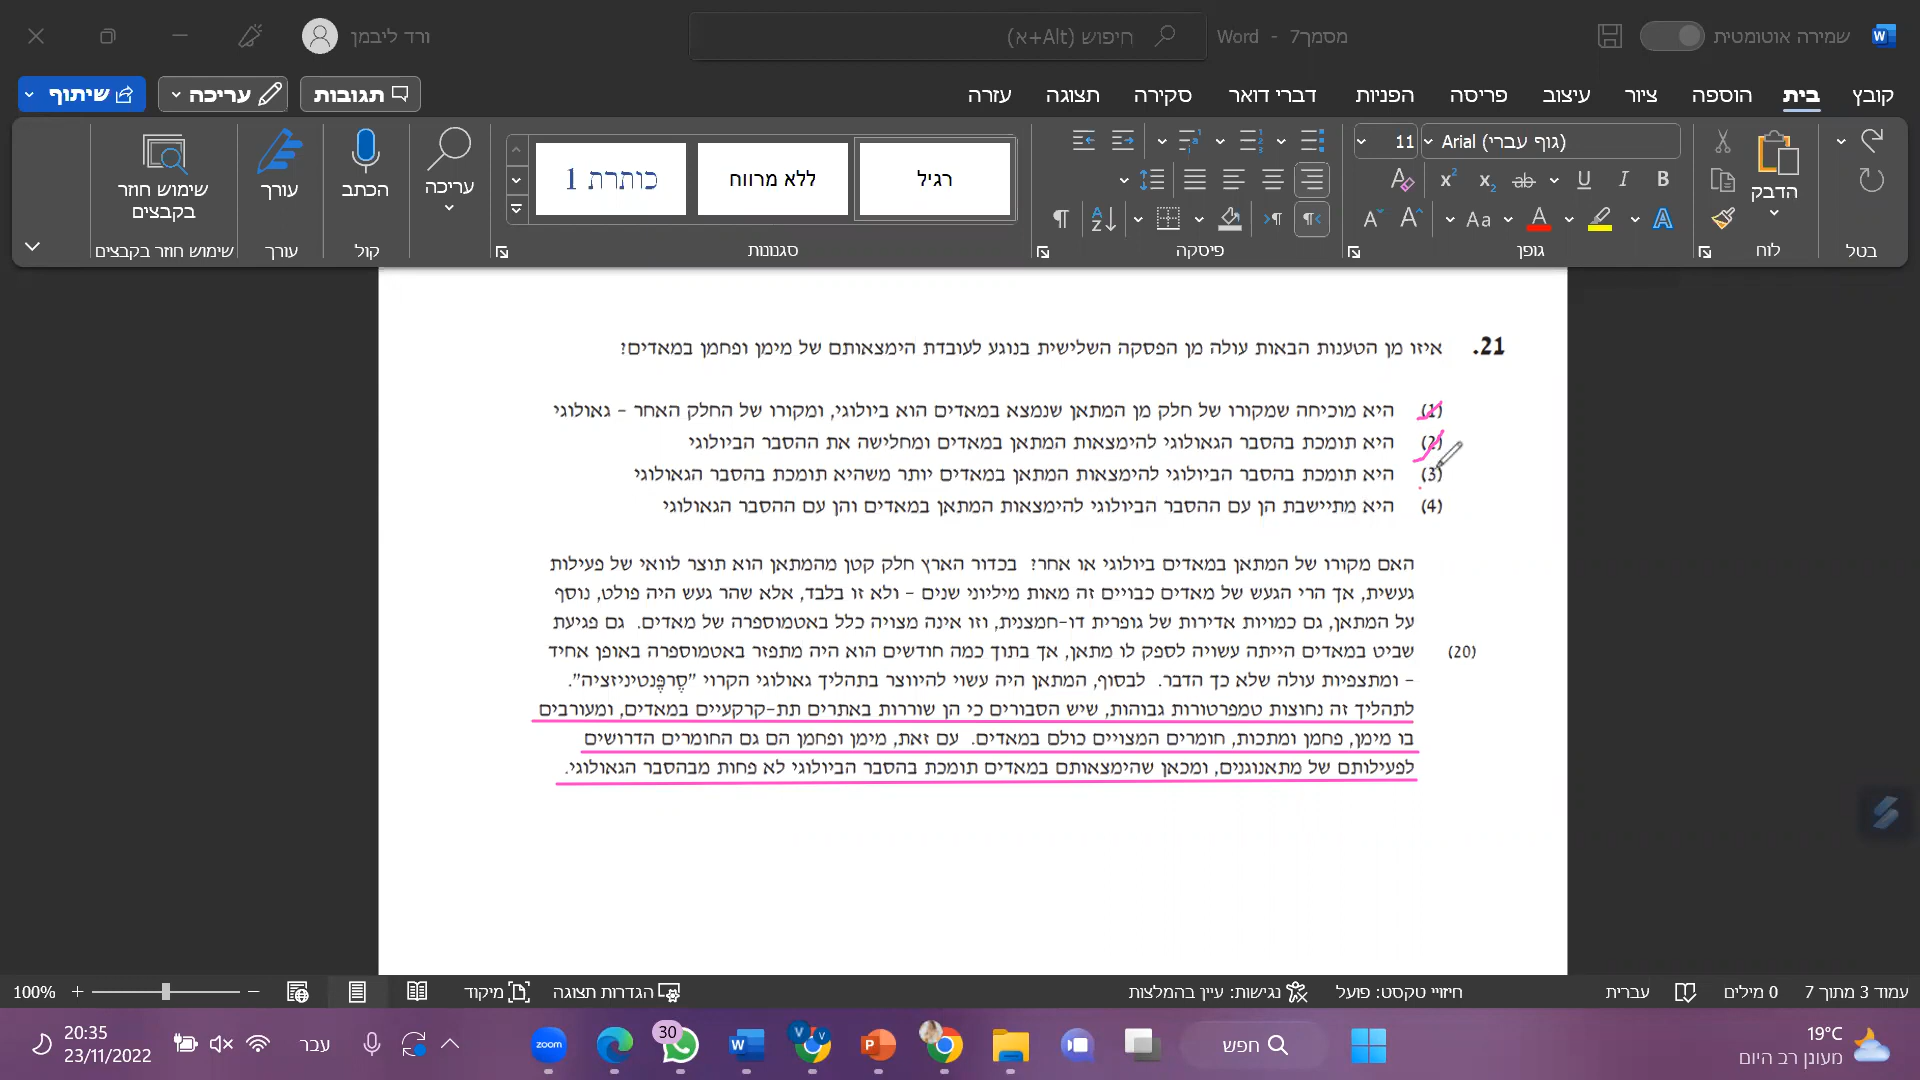 שמירה אוטומטית
מסמך7 - Word
חיפוש (Alt+א)
ורד ליבמן
קובץ
בית
הוספה
ציור
עיצוב
פריסה
הפניות
דברי דואר
סקירה
תצוגה
עזרה
תגובות
עריכה
שיתוף
הדבק
Arial (גוף עברי)
11
רגיל
ללא מרווח
כותרת 1
עריכה
הכתב
עורך
שימוש חוזר
בקבצים
בטל
לוח
גופן
פיסקה
סגנונות
קול
עורך
שימוש חוזר בקבצים
21. איזו מן הטענות הבאות עולה מן הפסקה השלישית בנוגע לעובדת הימצאותם של מימן ופחמן במאדים?
(1) היא מוכיחה שמקורו של חלק מן המתאן שנמצא במאדים הוא ביולוגי, ומקורו של החלק האחר – גאולוגי
(2) היא תומכת בהסבר הגאולוגי להימצאות המתאן במאדים ומחלישה את ההסבר הביולוגי
(3) היא תומכת בהסבר הביולוגי להימצאות המתאן במאדים יותר משהיא תומכת בהסבר הגאולוגי
(4) היא מתיישבת הן עם ההסבר הביולוגי להימצאות המתאן במאדים והן עם ההסבר הגאולוגי
האם מקורו של המתאן במאדים ביולוגי או אחר? בכדור הארץ חלק קטן מהמתאן הוא תוצר לוואי של פעילות
געשית, אך הרי הגעש של מאדים כבויים זה מאות מיליוני שנים – ולא זו בלבד, אלא שהר געש היה פולט, נוסף
על המתאן, גם כמויות אדירות של גופרית דו-חמצנית, וזו אינה מצויה כלל באטמוספרה של מאדים. גם פגיעת
(20) שביט במאדים הייתה עשויה לספק לו מתאן, אך בתוך כמה חודשים הוא היה מתפזר באטמוספרה באופן אחיד
– ומתצפיות עולה שלא כך הדבר. לבסוף, המתאן היה עשוי להיווצר בתהליך גאולוגי הקרוי "סֶרפֶּנטיניזציה".
לתהליך זה נחוצות טמפרטורות גבוהות, שיש הסבורים כי הן שוררות באתרים תת-קרקעיים במאדים, ומעורבים
בו מימן, פחמן ומתכות, חומרים המצויים כולם במאדים. עם זאת, מימן ופחמן הם גם החומרים הדרושים
לפעילותם של מתאנוגנים, ומכאן שהימצאותם במאדים תומכת בהסבר הביולוגי לא פחות מבהסבר הגאולוגי.
עמוד 3 מתוך 7
0 מילים
עברית
חיזויי טקסט: פועל
נגישות: עיין בהמלצות
הגדרות תצוגה
מיקוד
100%
19°C
מעונן רב היום
חפש
30
עבר
20:35
23/11/2022